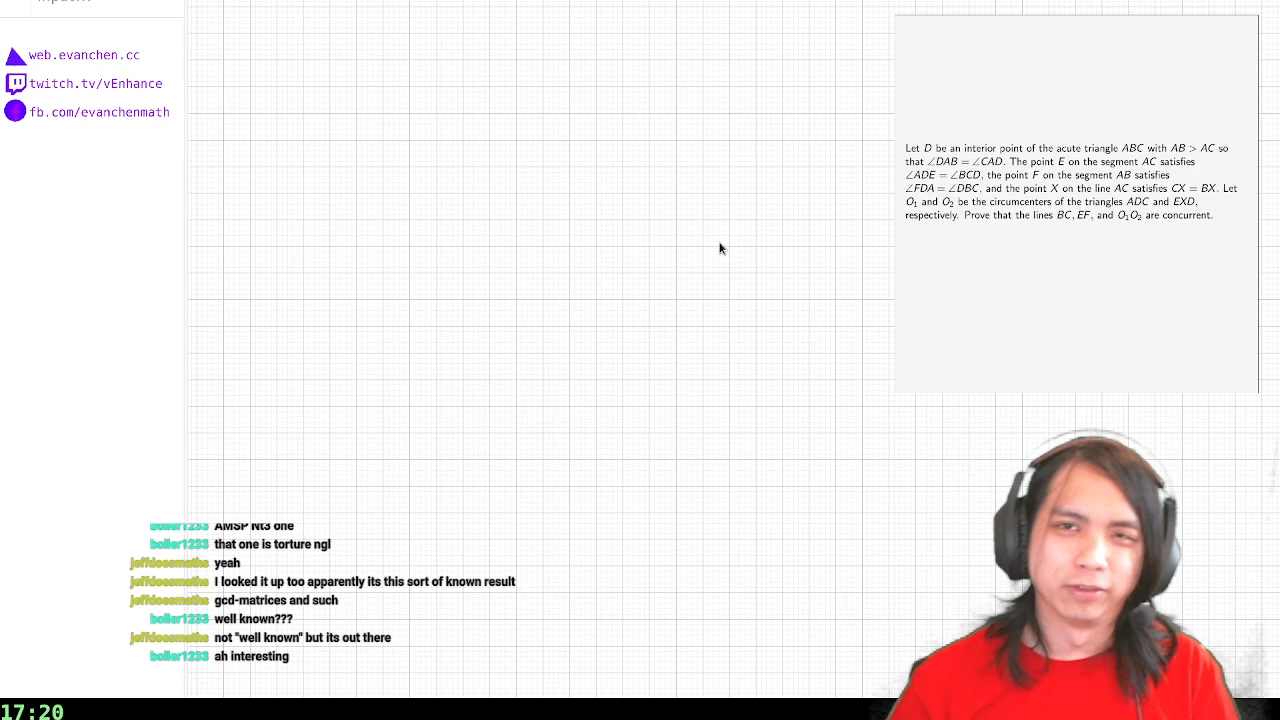 web.evanchen.cc
twitch.tv/vEnhance
fb.com/evanchenmath
Let D be an interior point of the acute triangle ABC with AB > AC so
that ∠DAB = ∠CAD. The point E on the segment AC satisfies
∠ADE = ∠BCD, the point F on the segment AB satisfies
∠FDA = ∠DBC, and the point X on the line AC satisfies CX = BX. Let
O₁ and O₂ be the circumcenters of the triangles ADC and EXD,
respectively. Prove that the lines BC, EF, and O₁O₂ are concurrent.
boller1233 AMSP Nt3 one
boller1233 that one is torture ngl
jeffdoesmaths yeah
jeffdoesmaths I looked it up too apparently its this sort of known result
jeffdoesmaths gcd-matrices and such
boller1233 well known???
jeffdoesmaths not "well known" but its out there
boller1233 ah interesting
17:20